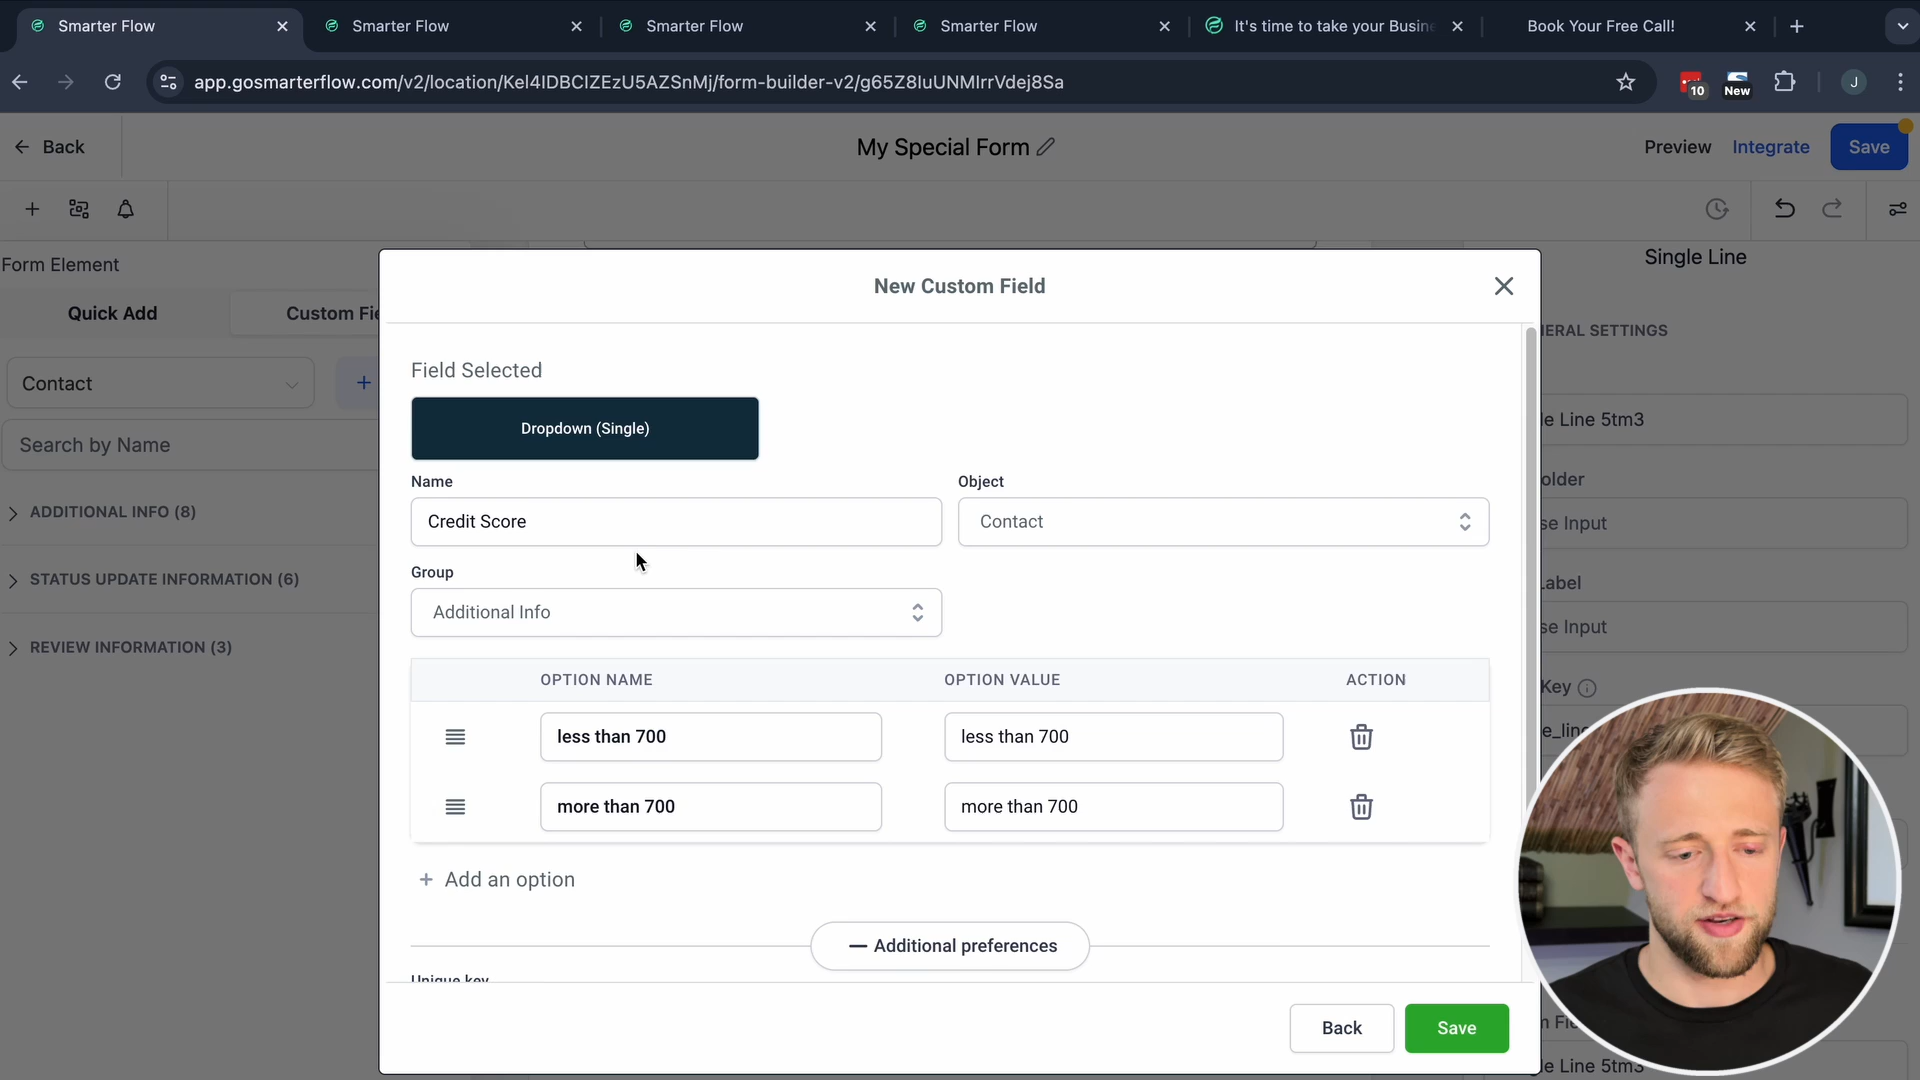 Smarter Flow
Smarter Flow
Smarter Flow
Smarter Flow
It's time to take your Busine
Book Your Free Call!
app.gosmarterflow.com/v2/location/Kel4IDBCIZEzU5AZSnMj/form-builder-v2/g65Z8IuUNMIrrVdej8Sa
10
New
J
Back
My Special Form
Preview
Integrate
Save
Form Element
Single Line
New Custom Field
Quick Add
Custom Fie
ERAL SETTINGS
Contact
Search by Name
Field Selected
Dropdown (Single)
le Line 5tm3
Name
Object
older
Credit Score
Contact
se Input
ADDITIONAL INFO (8)
Group
STATUS UPDATE INFORMATION (6)
Label
Additional Info
se Input
REVIEW INFORMATION (3)
OPTION NAME
OPTION VALUE
ACTION
Key
less than 700
less than 700
e_line
more than 700
more than 700
+ Add an option
— Additional preferences
Unique key
Back
Save
m Fie
le Line 5tm3